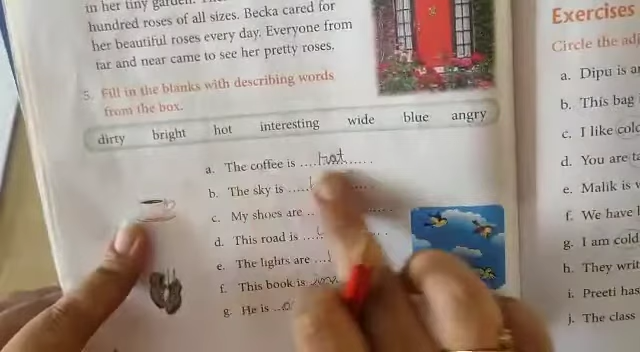 in her tiny garden.
hundred roses of all sizes. Becka cared for
her beautiful roses every day. Everyone from
far and near came to see her pretty roses.
5. Fill in the blanks with describing words
from the box.
dirty bright hot interesting wide blue angry
a. The coffee is ....hot......
b. The sky is .....
c. My shoes are ..
d. This road is ...
e. The lights are ...
f. This book is
g. He is ..
Exercises
Circle the adj
a. Dipu is a
b. This bag
c. I like col
d. You are ta
e. Malik is
f. We have
g. I am cold
h. They writ
i. Preeti has
j. The class